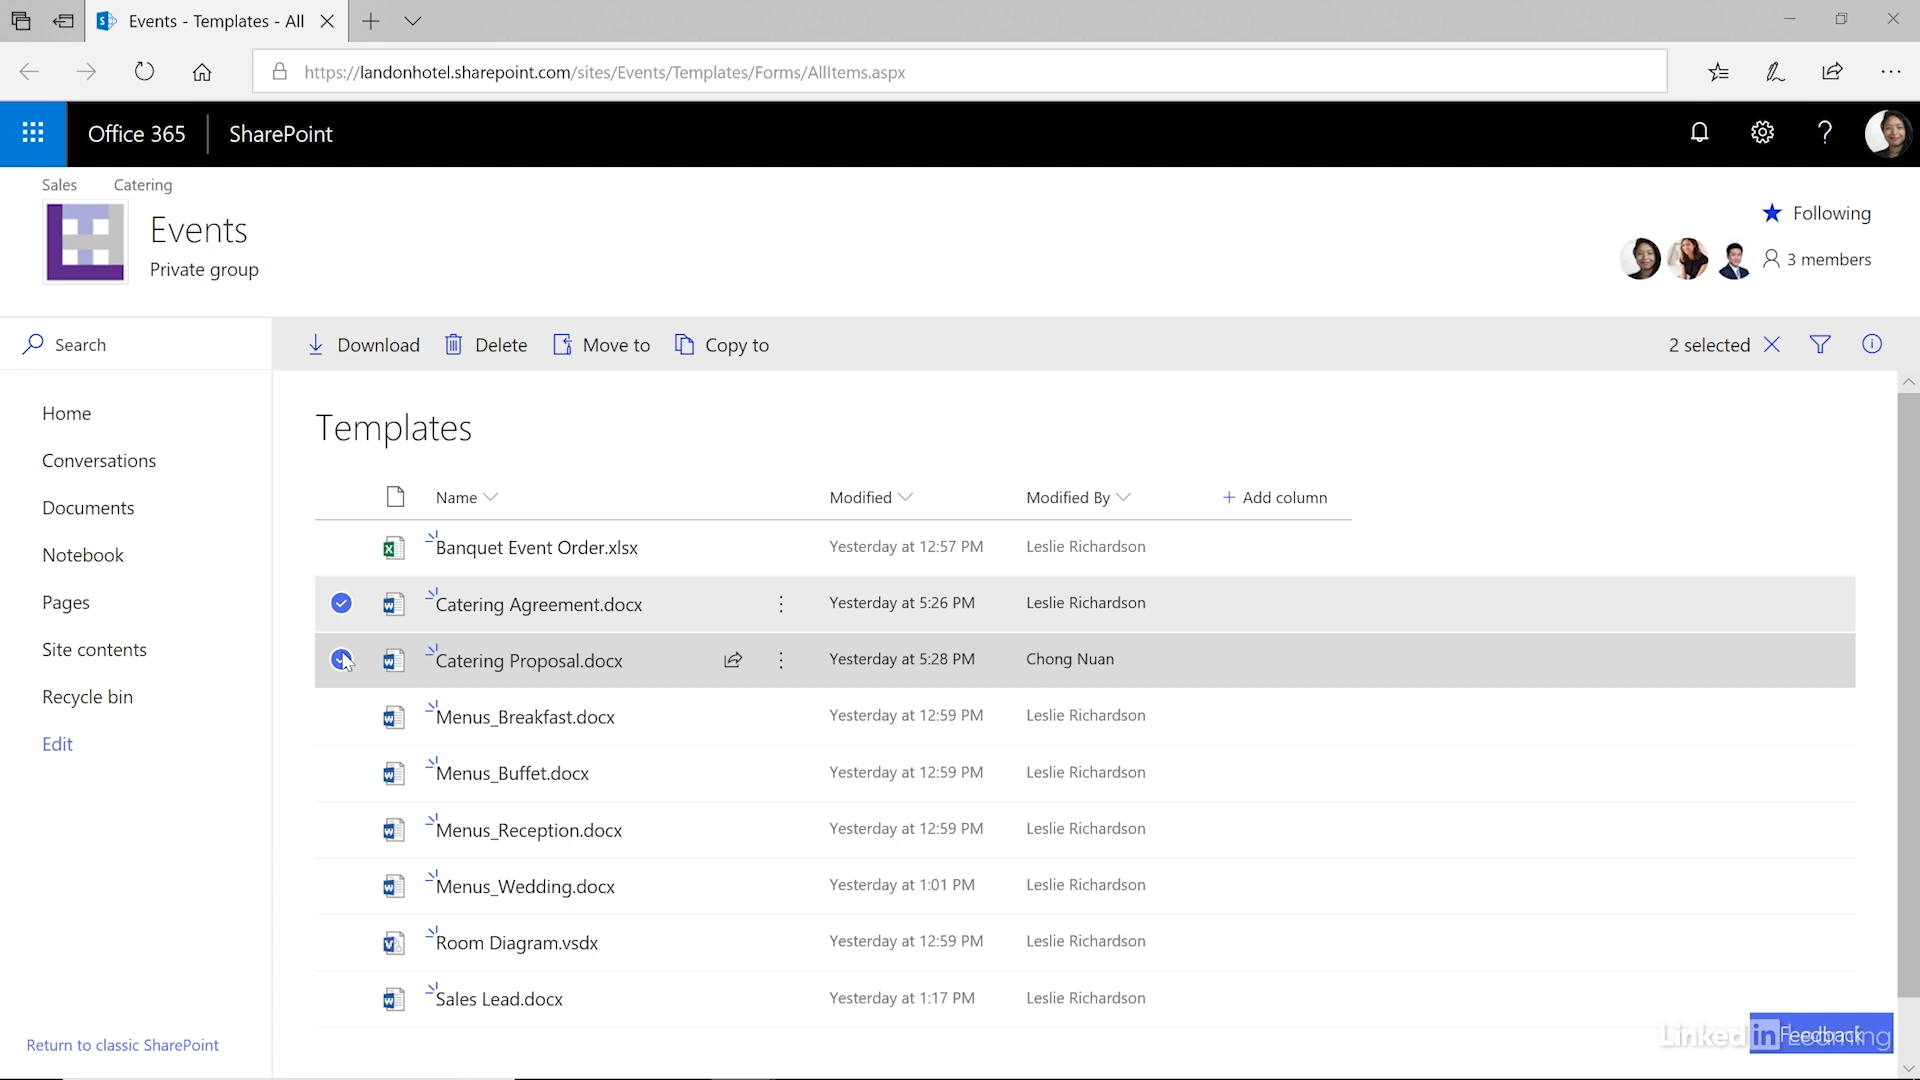 Events - Templates - All
https://landonhotel.sharepoint.com/sites/Events/Templates/Forms/AllItems.aspx
Office 365 SharePoint
Sales Catering
Events
Private group
Following
3 members
Search
Download Delete Move to Copy to 2 selected
Home
Conversations
Documents
Notebook
Pages
Site contents
Recycle bin
Edit
Return to classic SharePoint
Templates
Name Modified Modified By + Add column
Banquet Event Order.xlsx Yesterday at 12:57 PM Leslie Richardson
Catering Agreement.docx Yesterday at 5:26 PM Leslie Richardson
Catering Proposal.docx Yesterday at 5:28 PM Chong Nuan
Menus_Breakfast.docx Yesterday at 12:59 PM Leslie Richardson
Menus_Buffet.docx Yesterday at 12:59 PM Leslie Richardson
Menus_Reception.docx Yesterday at 12:59 PM Leslie Richardson
Menus_Wedding.docx Yesterday at 1:01 PM Leslie Richardson
Room Diagram.vsdx Yesterday at 12:59 PM Leslie Richardson
Sales Lead.docx Yesterday at 1:17 PM Leslie Richardson
Feedback
Linked in Learning